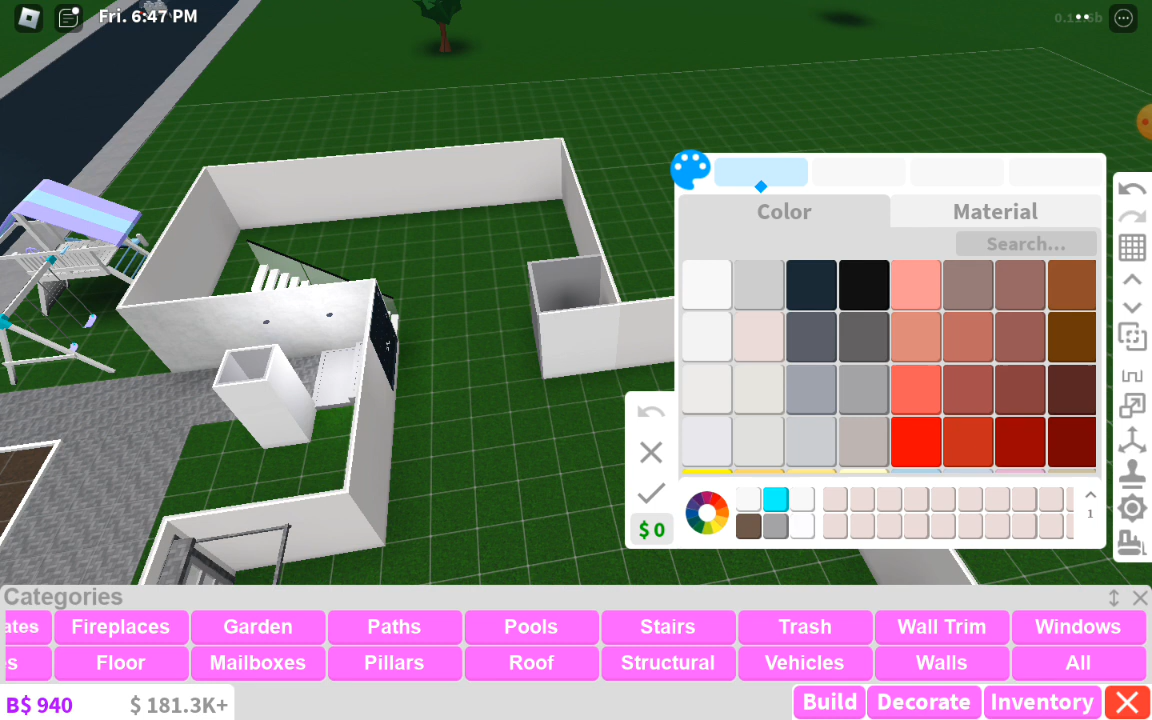 Fri. 6:47 PM
Color
Material
Search...
1
$ 0
Categories
ates
Fireplaces
Garden
Paths
Pools
Stairs
Trash
Wall Trim
Windows
s
Floor
Mailboxes
Pillars
Roof
Structural
Vehicles
Walls
All
B$ 940
$ 181.3K+
Build
Decorate
Inventory